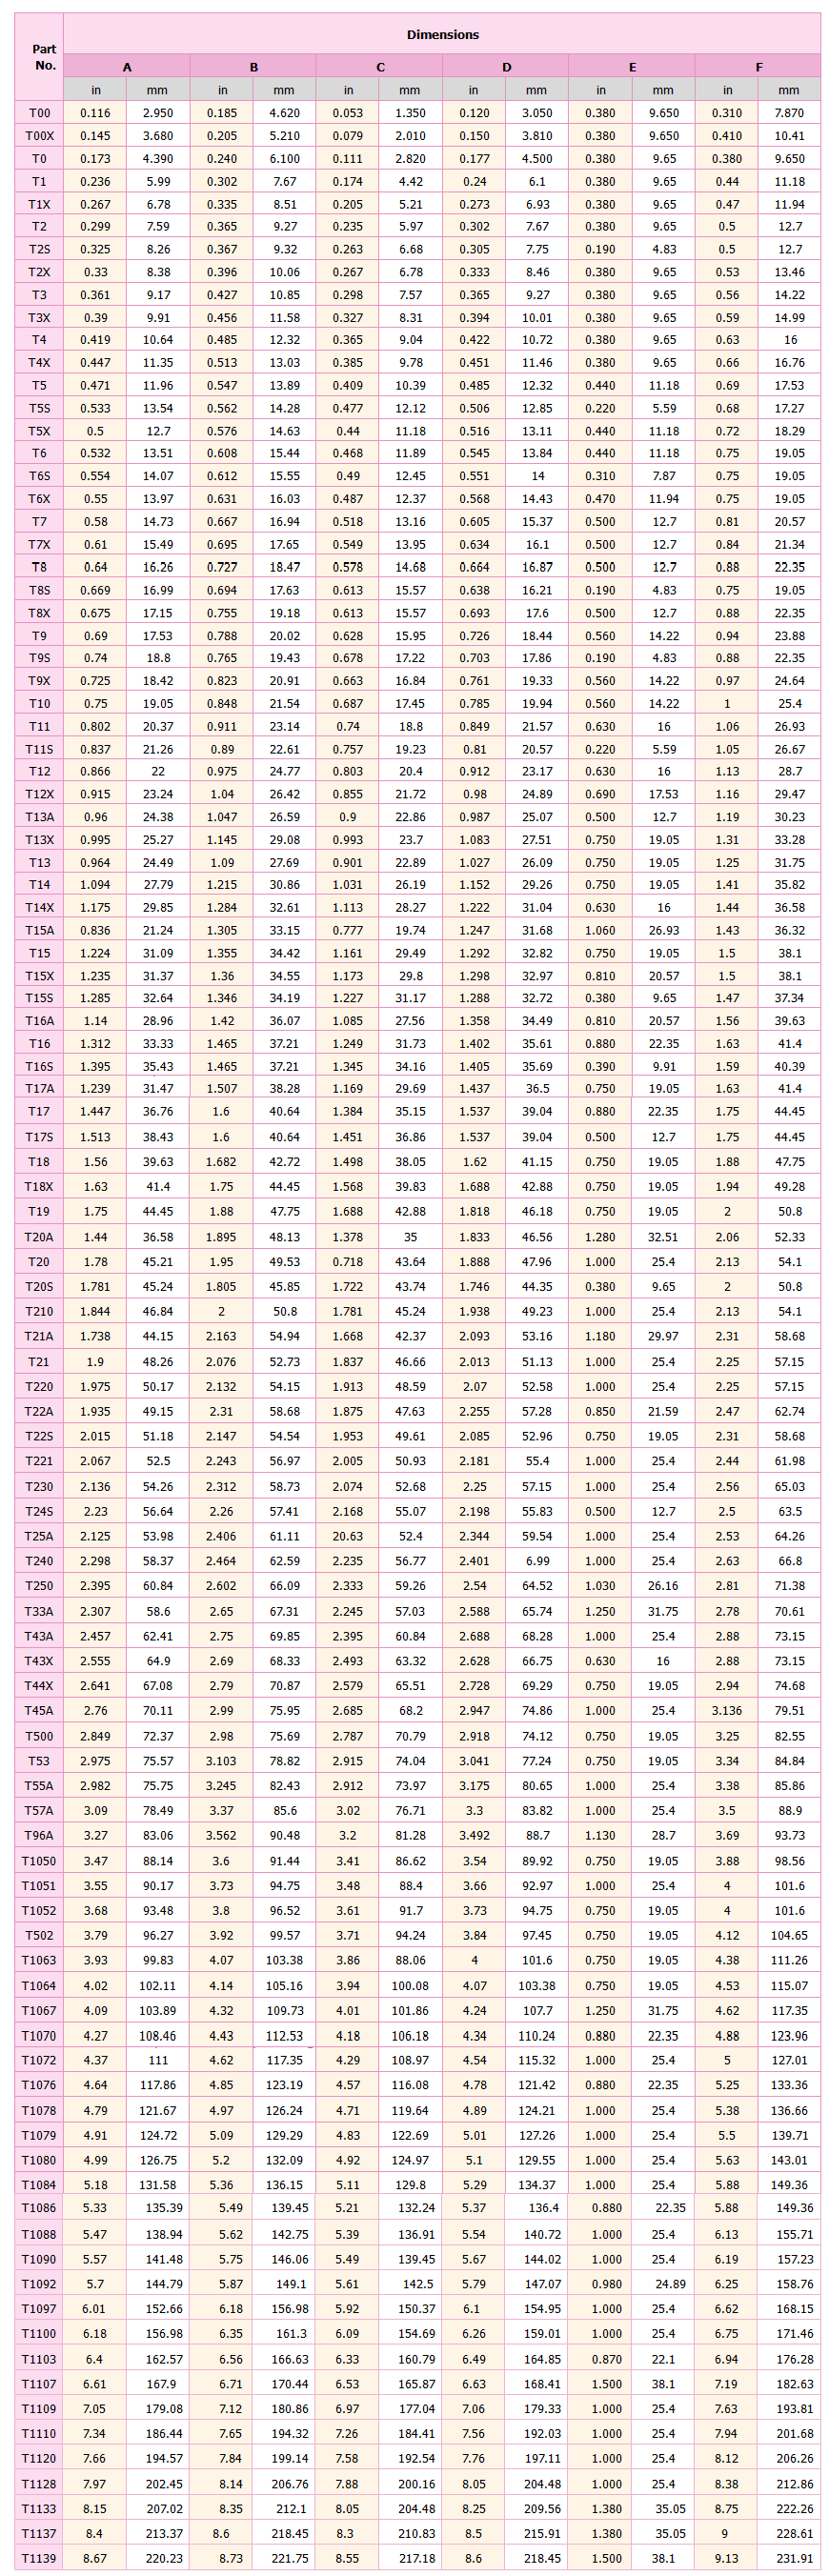 Part No. Dimensions
A B C D E F
in mm in mm in mm in mm in mm in mm
T00 0.116 2.950 0.185 4.620 0.053 1.350 0.120 3.050 0.380 9.650 0.310 7.870
T00X 0.145 3.680 0.205 5.210 0.079 2.010 0.150 3.810 0.380 9.650 0.410 10.41
T0 0.173 4.390 0.240 6.100 0.111 2.820 0.177 4.500 0.380 9.65 0.380 9.650
T1 0.236 5.99 0.302 7.67 0.174 4.42 0.24 6.1 0.380 9.65 0.44 11.18
T1X 0.267 6.78 0.335 8.51 0.205 5.21 0.273 6.93 0.380 9.65 0.47 11.94
T2 0.299 7.59 0.365 9.27 0.235 5.97 0.302 7.67 0.380 9.65 0.5 12.7
T2S 0.325 8.26 0.367 9.32 0.263 6.68 0.305 7.75 0.190 4.83 0.5 12.7
T2X 0.33 8.38 0.396 10.06 0.267 6.78 0.333 8.46 0.380 9.65 0.53 13.46
T3 0.361 9.17 0.427 10.85 0.298 7.57 0.365 9.27 0.380 9.65 0.56 14.22
T3X 0.39 9.91 0.456 11.58 0.327 8.31 0.394 10.01 0.380 9.65 0.59 14.99
T4 0.419 10.64 0.485 12.32 0.365 9.04 0.422 10.72 0.380 9.65 0.63 16
T4X 0.447 11.35 0.513 13.03 0.385 9.78 0.451 11.46 0.380 9.65 0.66 16.76
T5 0.471 11.96 0.547 13.89 0.409 10.39 0.485 12.32 0.440 11.18 0.69 17.53
T5S 0.533 13.54 0.562 14.28 0.477 12.12 0.506 12.85 0.220 5.59 0.68 17.27
T5X 0.5 12.7 0.576 14.63 0.44 11.18 0.516 13.11 0.440 11.18 0.72 18.29
T6 0.532 13.51 0.608 15.44 0.468 11.89 0.545 13.84 0.440 11.18 0.75 19.05
T6S 0.554 14.07 0.612 15.55 0.49 12.45 0.551 14 0.310 7.87 0.75 19.05
T6X 0.55 13.97 0.631 16.03 0.487 12.37 0.568 14.43 0.470 11.94 0.75 19.05
T7 0.58 14.73 0.667 16.94 0.518 13.16 0.605 15.37 0.500 12.7 0.81 20.57
T7X 0.61 15.49 0.695 17.65 0.549 13.95 0.634 16.1 0.500 12.7 0.84 21.34
T8 0.64 16.26 0.727 18.47 0.578 14.68 0.664 16.87 0.500 12.7 0.88 22.35
T8S 0.669 16.99 0.694 17.63 0.613 15.57 0.638 16.21 0.190 4.83 0.75 19.05
T8X 0.675 17.15 0.755 19.18 0.613 15.57 0.693 17.6 0.500 12.7 0.88 22.35
T9 0.69 17.53 0.788 20.02 0.628 15.95 0.726 18.44 0.560 14.22 0.94 23.88
T9S 0.74 18.8 0.765 19.43 0.678 17.22 0.703 17.86 0.190 4.83 0.88 22.35
T9X 0.725 18.42 0.823 20.91 0.663 16.84 0.761 19.33 0.560 14.22 0.97 24.64
T10 0.75 19.05 0.848 21.54 0.687 17.45 0.785 19.94 0.560 14.22 1 25.4
T11 0.802 20.37 0.911 23.14 0.74 18.8 0.849 21.57 0.630 16 1.06 26.93
T11S 0.837 21.26 0.89 22.61 0.757 19.23 0.81 20.57 0.220 5.59 1.05 26.67
T12 0.866 22 0.975 24.77 0.803 20.4 0.912 23.17 0.630 16 1.13 28.7
T12X 0.915 23.24 1.04 26.42 0.855 21.72 0.98 24.89 0.690 17.53 1.16 29.47
T13A 0.96 24.38 1.047 26.59 0.9 22.86 0.987 25.07 0.500 12.7 1.19 30.23
T13X 0.995 25.27 1.145 29.08 0.993 23.7 1.083 27.51 0.750 19.05 1.31 33.28
T13 0.964 24.49 1.09 27.69 0.901 22.89 1.027 26.09 0.750 19.05 1.25 31.75
T14 1.094 27.79 1.215 30.86 1.031 26.19 1.152 29.26 0.750 19.05 1.41 35.82
T14X 1.175 29.85 1.284 32.61 1.113 28.27 1.222 31.04 0.630 16 1.44 36.58
T15A 0.836 21.24 1.305 33.15 0.777 19.74 1.247 31.68 1.060 26.93 1.43 36.32
T15 1.224 31.09 1.355 34.42 1.161 29.49 1.292 32.82 0.750 19.05 1.5 38.1
T15X 1.235 31.37 1.36 34.55 1.173 29.8 1.298 32.97 0.810 20.57 1.5 38.1
T15S 1.285 32.64 1.346 34.19 1.227 31.17 1.288 32.72 0.380 9.65 1.47 37.34
T16A 1.14 28.96 1.42 36.07 1.085 27.56 1.358 34.49 0.810 20.57 1.56 39.63
T16 1.312 33.33 1.465 37.21 1.249 31.73 1.402 35.61 0.880 22.35 1.63 41.4
T16S 1.395 35.43 1.465 37.21 1.345 34.16 1.405 35.69 0.390 9.91 1.59 40.39
T17A 1.239 31.47 1.507 38.28 1.169 29.69 1.437 36.5 0.750 19.05 1.63 41.4
T17 1.447 36.76 1.6 40.64 1.384 35.15 1.537 39.04 0.880 22.35 1.75 44.45
T17S 1.513 38.43 1.6 40.64 1.451 36.86 1.537 39.04 0.500 12.7 1.75 44.45
T18 1.56 39.63 1.682 42.72 1.498 38.05 1.62 41.15 0.750 19.05 1.88 47.75
T18X 1.63 41.4 1.75 44.45 1.568 39.83 1.688 42.88 0.750 19.05 1.94 49.28
T19 1.75 44.45 1.88 47.75 1.688 42.88 1.818 46.18 0.750 19.05 2 50.8
T20A 1.44 36.58 1.895 48.13 1.378 35 1.833 46.56 1.280 32.51 2.06 52.33
T20 1.78 45.21 1.95 49.53 0.718 43.64 1.888 47.96 1.000 25.4 2.13 54.1
T20S 1.781 45.24 1.805 45.85 1.722 43.74 1.746 44.35 0.380 9.65 2 50.8
T210 1.844 46.84 2 50.8 1.781 45.24 1.938 49.23 1.000 25.4 2.13 54.1
T21A 1.738 44.15 2.163 54.94 1.668 42.37 2.093 53.16 1.180 29.97 2.31 58.68
T21 1.9 48.26 2.076 52.73 1.837 46.66 2.013 51.13 1.000 25.4 2.25 57.15
T220 1.975 50.17 2.132 54.15 1.913 48.59 2.07 52.58 1.000 25.4 2.25 57.15
T22A 1.935 49.15 2.31 58.68 1.875 47.63 2.255 57.28 0.850 21.59 2.47 62.74
T22S 2.015 51.18 2.147 54.54 1.953 49.61 2.085 52.96 0.750 19.05 2.31 58.68
T221 2.067 52.5 2.243 56.97 2.005 50.93 2.181 55.4 1.000 25.4 2.44 61.98
T230 2.136 54.26 2.312 58.73 2.074 52.68 2.25 57.15 1.000 25.4 2.56 65.03
T24S 2.23 56.64 2.26 57.41 2.168 55.07 2.198 55.83 0.500 12.7 2.5 63.5
T25A 2.125 53.98 2.406 61.11 20.63 52.4 2.344 59.54 1.000 25.4 2.53 64.26
T240 2.298 58.37 2.464 62.59 2.235 56.77 2.401 6.99 1.000 25.4 2.63 66.8
T250 2.395 60.84 2.602 66.09 2.333 59.26 2.54 64.52 1.030 26.16 2.81 71.38
T33A 2.307 58.6 2.65 67.31 2.245 57.03 2.588 65.74 1.250 31.75 2.78 70.61
T43A 2.457 62.41 2.75 69.85 2.395 60.84 2.688 68.28 1.000 25.4 2.88 73.15
T43X 2.555 64.9 2.69 68.33 2.493 63.32 2.628 66.75 0.630 16 2.88 73.15
T44X 2.641 67.08 2.79 70.87 2.579 65.51 2.728 69.29 0.750 19.05 2.94 74.68
T45A 2.76 70.11 2.99 75.95 2.685 68.2 2.947 74.86 1.000 25.4 3.136 79.51
T500 2.849 72.37 2.98 75.69 2.787 70.79 2.918 74.12 0.750 19.05 3.25 82.55
T53 2.975 75.57 3.103 78.82 2.915 74.04 3.041 77.24 0.750 19.05 3.34 84.84
T55A 2.982 75.75 3.245 82.43 2.912 73.97 3.175 80.65 1.000 25.4 3.38 85.86
T57A 3.09 78.49 3.37 85.6 3.02 76.71 3.3 83.82 1.000 25.4 3.5 88.9
T96A 3.27 83.06 3.562 90.48 3.2 81.28 3.492 88.7 1.130 28.7 3.69 93.73
T1050 3.47 88.14 3.6 91.44 3.41 86.62 3.54 89.92 0.750 19.05 3.88 98.56
T1051 3.55 90.17 3.73 94.75 3.48 88.4 3.66 92.97 1.000 25.4 4 101.6
T1052 3.68 93.48 3.8 96.52 3.61 91.7 3.73 94.75 0.750 19.05 4 101.6
T502 3.79 96.27 3.92 99.57 3.71 94.24 3.84 97.45 0.750 19.05 4.12 104.65
T1063 3.93 99.83 4.07 103.38 3.86 88.06 4 101.6 0.750 19.05 4.38 111.26
T1064 4.02 102.11 4.14 105.16 3.94 100.08 4.07 103.38 0.750 19.05 4.53 115.07
T1067 4.09 103.89 4.32 109.73 4.01 101.86 4.24 107.7 1.250 31.75 4.62 117.35
T1070 4.27 108.46 4.43 112.53 4.18 106.18 4.34 110.24 0.880 22.35 4.88 123.96
T1072 4.37 111 4.62 117.35 4.29 108.97 4.54 115.32 1.000 25.4 5 127.01
T1076 4.64 117.86 4.85 123.19 4.57 116.08 4.78 121.42 0.880 22.35 5.25 133.36
T1078 4.79 121.67 4.97 126.24 4.71 119.64 4.89 124.21 1.000 25.4 5.38 136.66
T1079 4.91 124.72 5.09 129.29 4.83 122.69 5.01 127.26 1.000 25.4 5.5 139.71
T1080 4.99 126.75 5.2 132.09 4.92 124.97 5.1 129.55 1.000 25.4 5.63 143.01
T1084 5.18 131.58 5.36 136.15 5.11 129.8 5.29 134.37 1.000 25.4 5.88 149.36
T1086 5.33 135.39 5.49 139.45 5.21 132.24 5.37 136.4 0.880 22.35 5.88 149.36
T1088 5.47 138.94 5.62 142.75 5.39 136.91 5.54 140.72 1.000 25.4 6.13 155.71
T1090 5.57 141.48 5.75 146.06 5.49 139.45 5.67 144.02 1.000 25.4 6.19 157.23
T1092 5.7 144.79 5.87 149.1 5.61 142.5 5.79 147.07 0.980 24.89 6.25 158.76
T1097 6.01 152.66 6.18 156.98 5.92 150.37 6.1 154.95 1.000 25.4 6.62 168.15
T1100 6.18 156.98 6.35 161.3 6.09 154.69 6.26 159.01 1.000 25.4 6.75 171.46
T1103 6.4 162.57 6.56 166.63 6.33 160.79 6.49 164.85 0.870 22.1 6.94 176.28
T1107 6.61 167.9 6.71 170.44 6.53 165.87 6.63 168.41 1.500 38.1 7.19 182.63
T1109 7.05 179.08 7.12 180.86 6.97 177.04 7.06 179.33 1.000 25.4 7.63 193.81
T1110 7.34 186.44 7.65 194.32 7.26 184.41 7.56 192.03 1.000 25.4 7.94 201.68
T1120 7.66 194.57 7.84 199.14 7.58 192.54 7.76 197.11 1.000 25.4 8.12 206.26
T1128 7.97 202.45 8.14 206.76 7.88 200.16 8.05 204.48 1.000 25.4 8.38 212.86
T1133 8.15 207.02 8.35 212.1 8.05 204.48 8.25 209.56 1.380 35.05 8.75 222.26
T1137 8.4 213.37 8.6 218.45 8.3 210.83 8.5 215.91 1.380 35.05 9 228.61
T1139 8.67 220.23 8.73 221.75 8.55 217.18 8.6 218.45 1.500 38.1 9.13 231.91